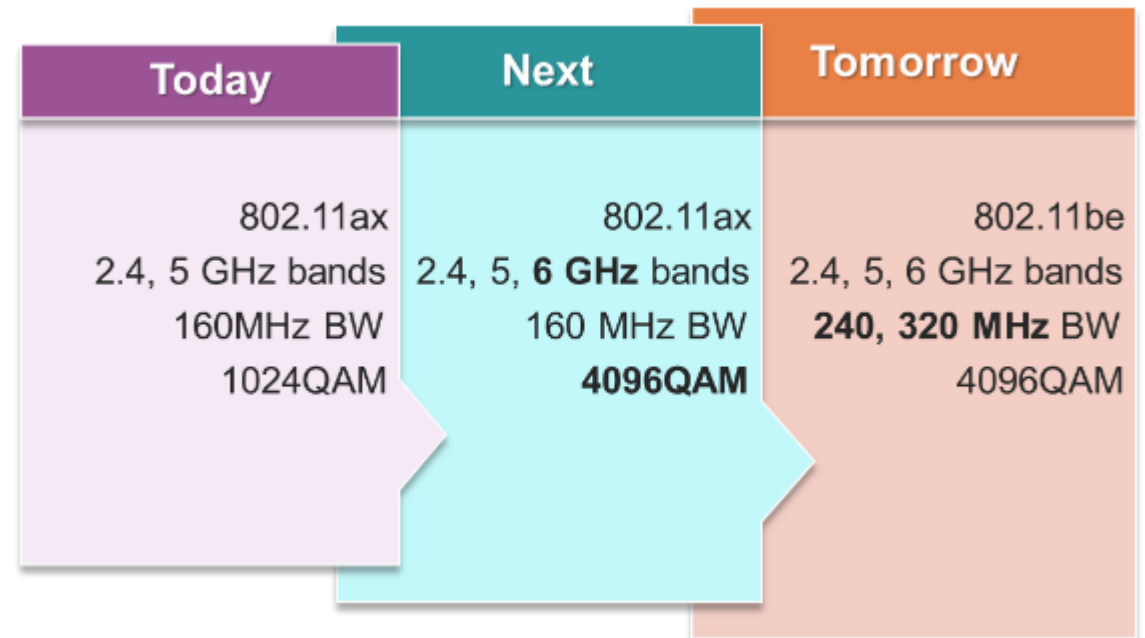 Today
802.11ax
2.4, 5 GHz bands
160MHz BW
1024QAM
Next
802.11ax
2.4, 5, 6 GHz bands
160 MHz BW
4096QAM
Tomorrow
802.11be
2.4, 5, 6 GHz bands
240, 320 MHz BW
4096QAM